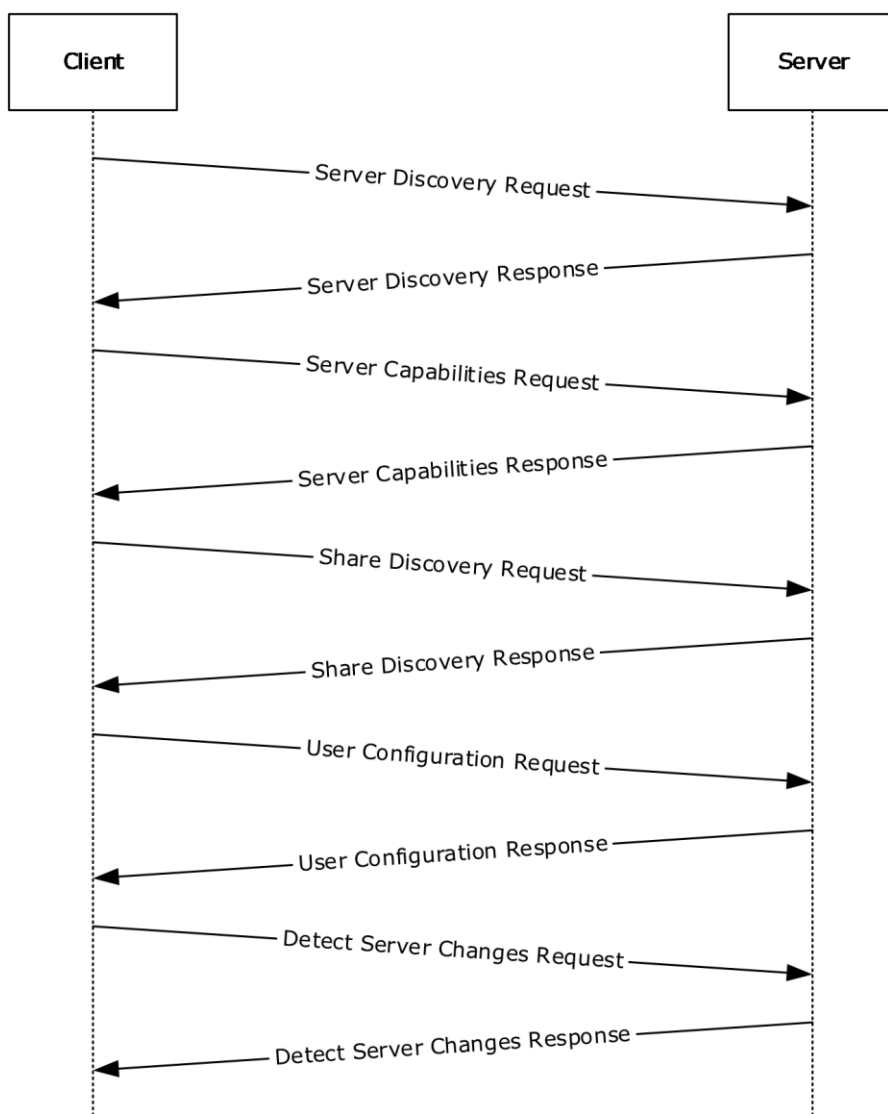 Client
Server
Server Discovery Request
Server Discovery Response
Server Capabilities Request
Server Capabilities Response
Share Discovery Request
Share Discovery Response
User Configuration Request
User Configuration Response
Detect Server Changes Request
Detect Server Changes Response